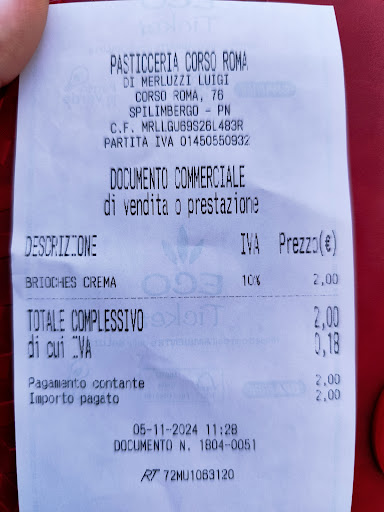 PASTICCERIA CORSO ROMA
DI MERLUZZI LUIGI
CORSO ROMA, 76
SPILIMBERGO - PN
C.F. MRLLGU69S26L483R
PARTITA IVA 01450550932
DOCUMENTO COMMERCIALE
di vendita o prestazione
DESCRIZIONE IVA Prezzo(€)
BRIOCHES CREMA 10% 2,00
TOTALE COMPLESSIVO 2,00
di cui IVA 0,18
Pagamento contante 2,00
Importo pagato 2,00
05-11-2024 11:28
DOCUMENTO N. 1804-0051
RT 72MU1063120